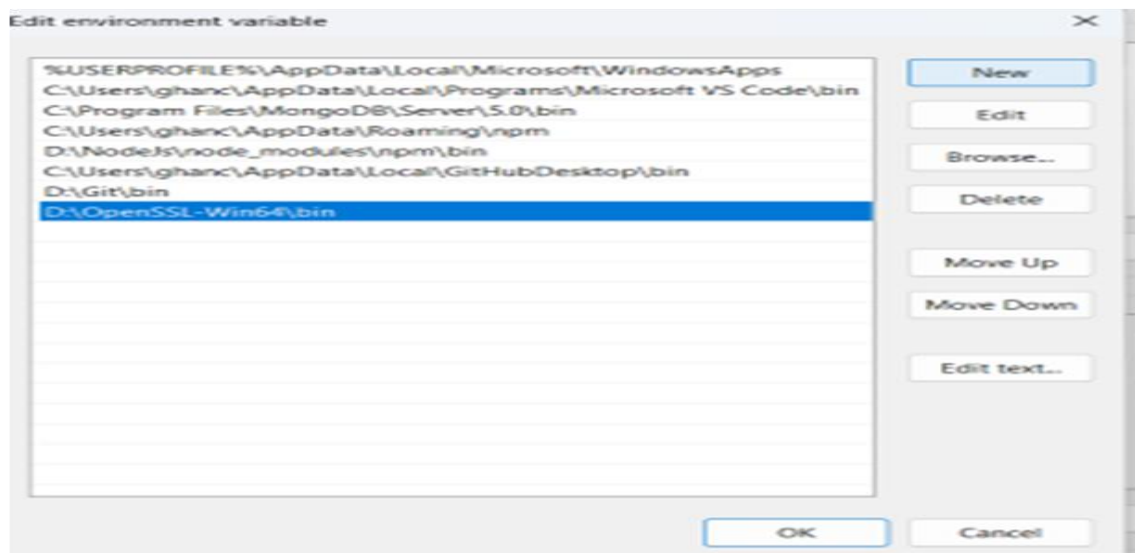 Edit environment variable
%USERPROFILE%\AppData\Local\Microsoft\WindowsApps
C:\Users\ghanc\AppData\Local\Programs\Microsoft VS Code\bin
C:\Program Files\MongoDB\Server\5.0\bin
C:\Users\ghanc\AppData\Roaming\npm
D:\NodeJs\node_modules\npm\bin
C:\Users\ghanc\AppData\Local\GitHubDesktop\bin
D:\Git\bin
D:\OpenSSL-Win64\bin
New
Edit
Browse...
Delete
Move Up
Move Down
Edit text...
OK
Cancel